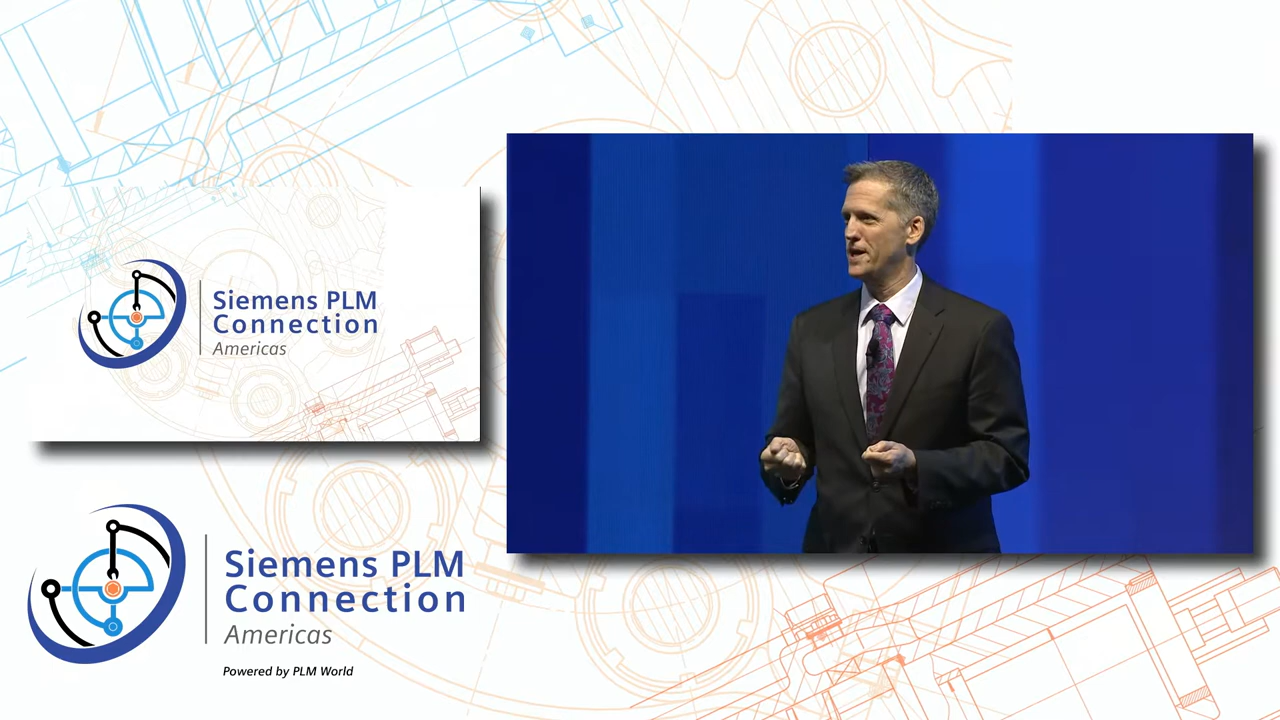 Siemens PLM
Connection
Americas
Siemens PLM
Connection
Americas
Powered by PLM World